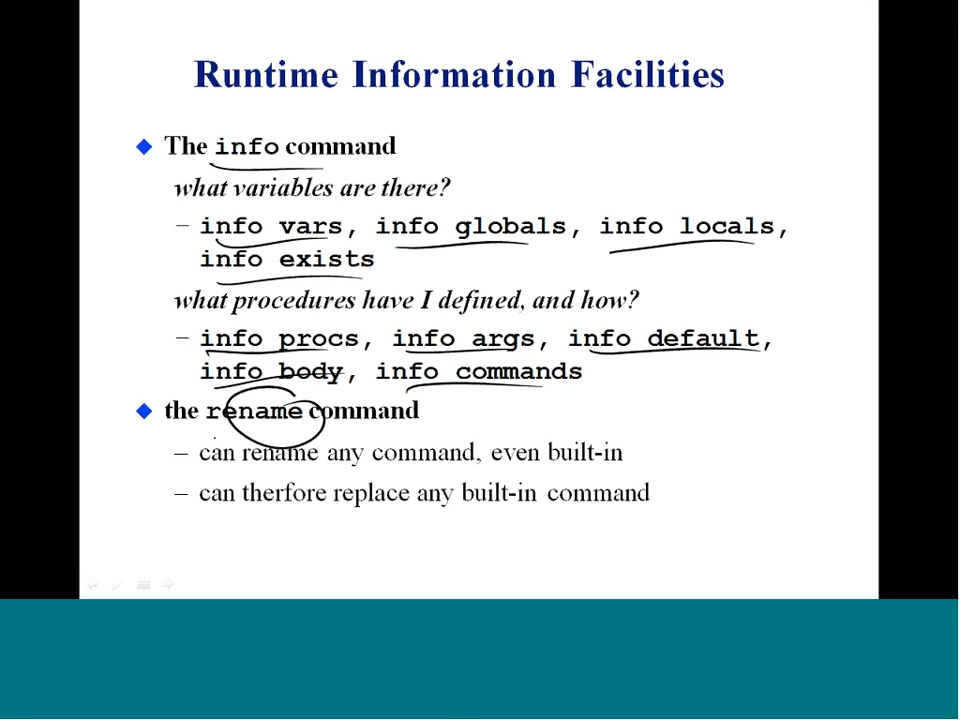 Runtime Information Facilities
The info command
what variables are there?
– info vars, info globals, info locals,
info exists
what procedures have I defined, and how?
– info procs, info args, info default,
info body, info commands
the rename command
– can rename any command, even built-in
– can therfore replace any built-in command